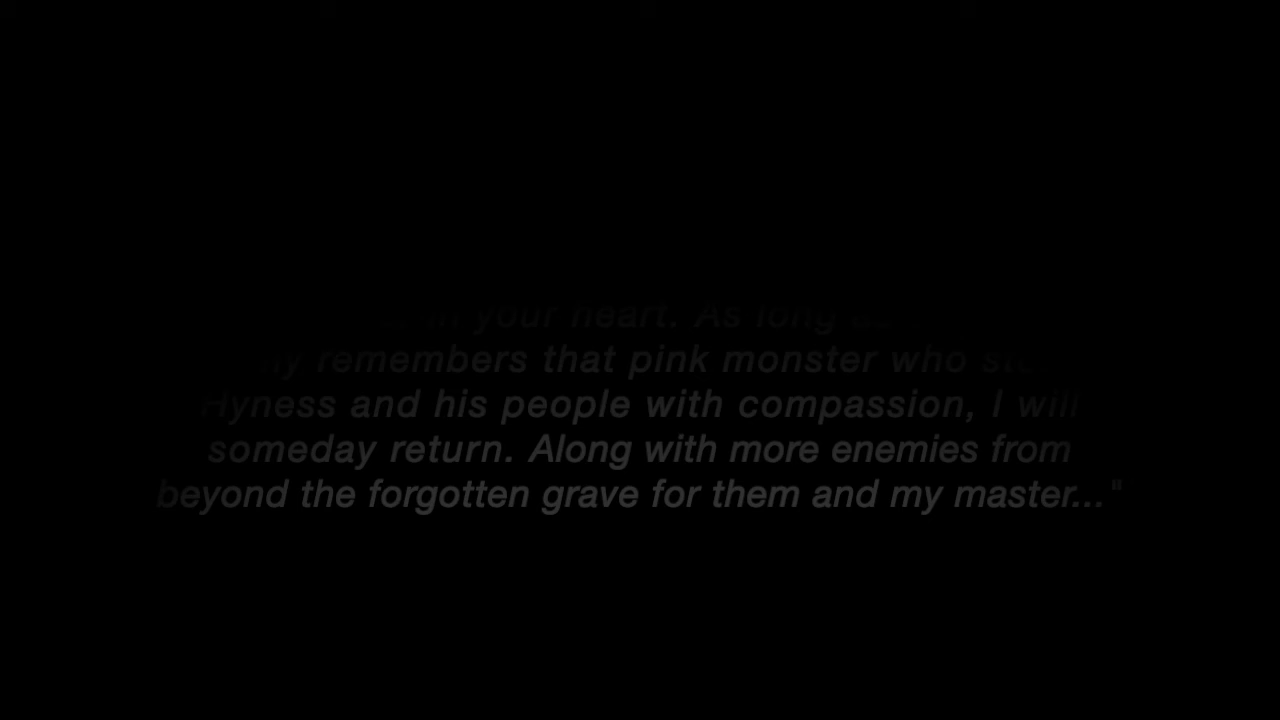 in your heart. As long as
remembers that pink monster who
Hyness and his people with compassion, I will
someday return. Along with more enemies from
beyond the forgotten grave for them and my master..."